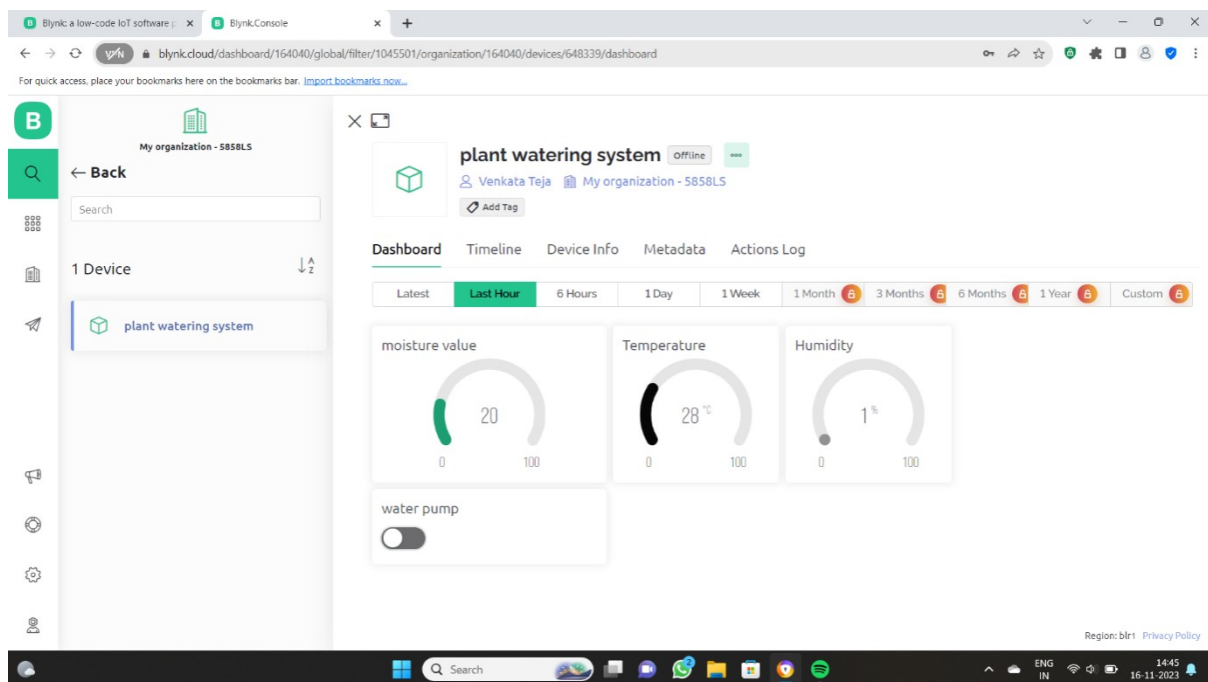 Blynk: a low-code IoT software p
Blynk.Console
blynk.cloud/dashboard/164040/global/filter/1045501/organization/164040/devices/648339/dashboard
For quick access, place your bookmarks here on the bookmarks bar. Import bookmarks now...
B
My organization - 5858LS
← Back
Search
1 Device
A
Z
plant watering system
plant watering system Offline
Venkata Teja My organization - 5858LS
Add Tag
Dashboard Timeline Device Info Metadata Actions Log
Latest Last Hour 6 Hours 1 Day 1 Week 1 Month 3 Months 6 Months 1 Year Custom
moisture value Temperature Humidity
20 28 °C 1 %
0 100 0 100 0 100
water pump
Region: blr1 Privacy Policy
Search
2
ENG 14:45
IN 16-11-2023